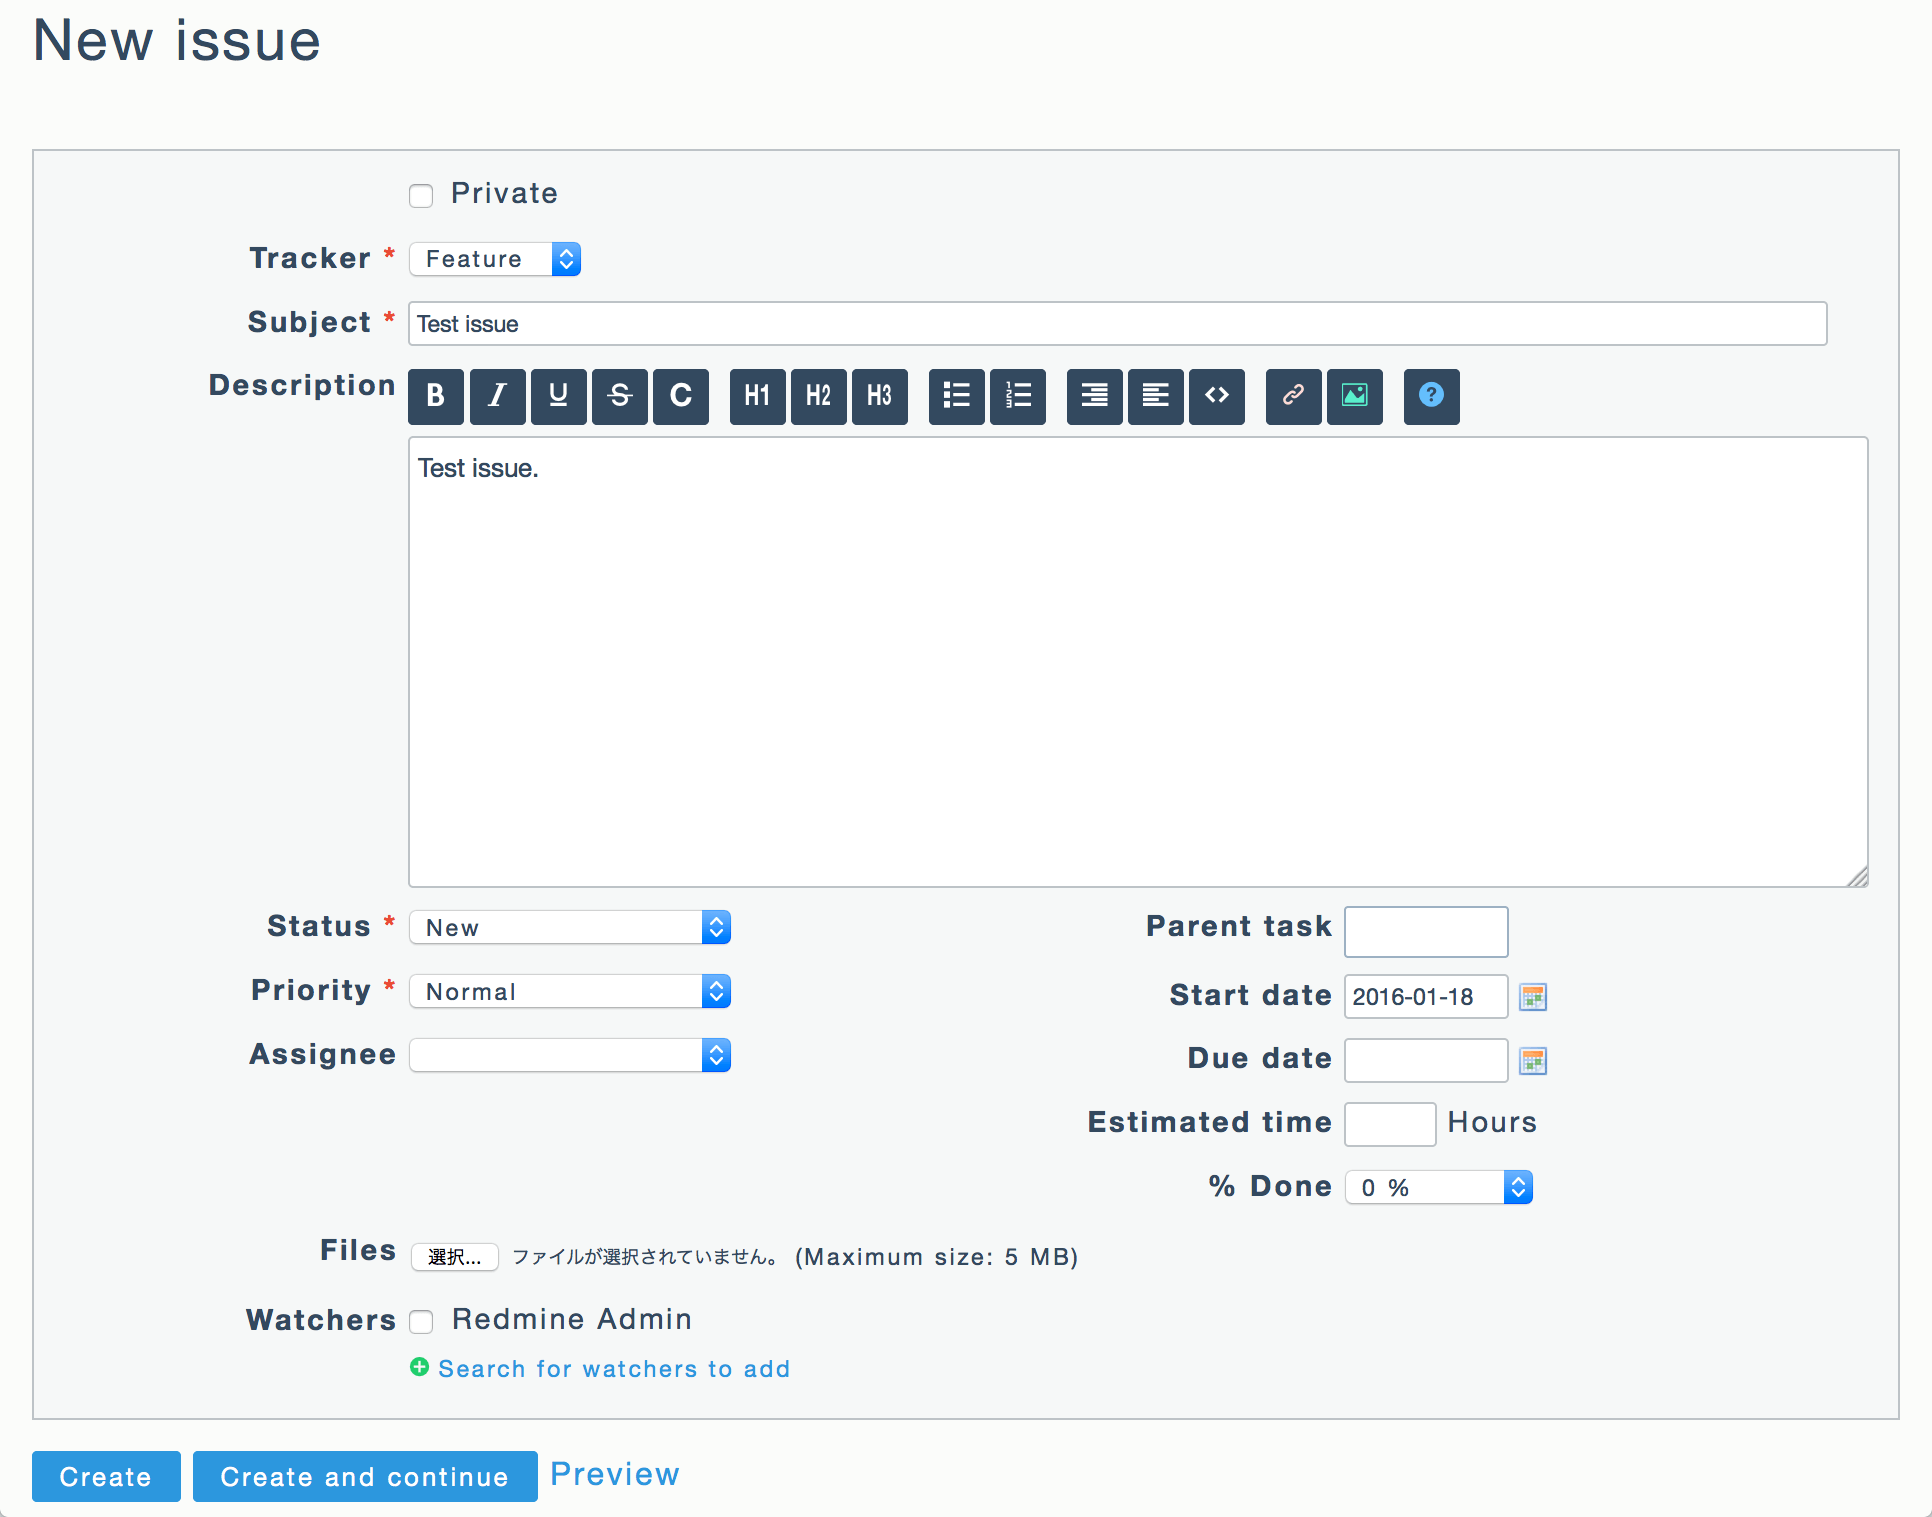 New issue
Private
Tracker *
Feature
Subject *
Test issue
Description
B I U S C H1 H2 H3 1 2 3 <> ?
Test issue.
Status *
New
Parent task
Priority *
Normal
Start date
2016-01-18
Assignee
Due date
Estimated time
Hours
% Done
0 %
Files
選択... ファイルが選択されていません。 (Maximum size: 5 MB)
Watchers
Redmine Admin
Search for watchers to add
Create
Create and continue
Preview